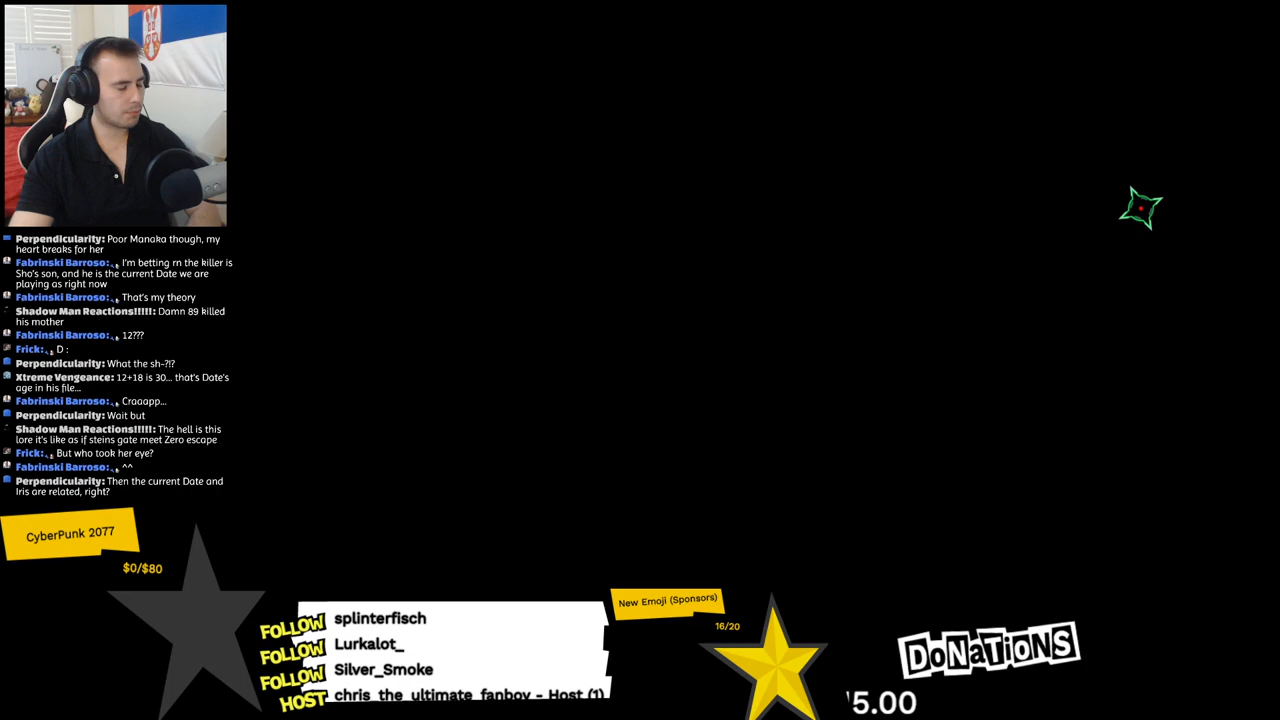 Perpendicularity: Poor Manaka though, my
heart breaks for her
Fabrinski Barroso: I'm betting rn the killer is
Sho's son, and he is the current Date we are
playing as right now
Fabrinski Barroso: That's my theory
Shadow Man Reactions!!!!!: Damn 89 killed
his mother
Fabrinski Barroso: 12???
Frick: D :
Perpendicularity: What the sh-?!?
Xtreme Vengeance: 12+18 is 30... that's Date's
age in his file...
Fabrinski Barroso: Craaapp...
Perpendicularity: Wait but
Shadow Man Reactions!!!!!: The hell is this
lore it's like as if steins gate meet Zero escape
Frick: But who took her eye?
Fabrinski Barroso: ^^
Perpendicularity: Then the current Date and
Iris are related, right?
CyberPunk 2077
$0/$80
FOLLOW splinterfisch
FOLLOW Lurkalot_
FOLLOW Silver_Smoke
HOST chris_the_ultimate_fanboy - Host (1)
New Emoji (Sponsors)
16/20
DoNaTiONS
5.00